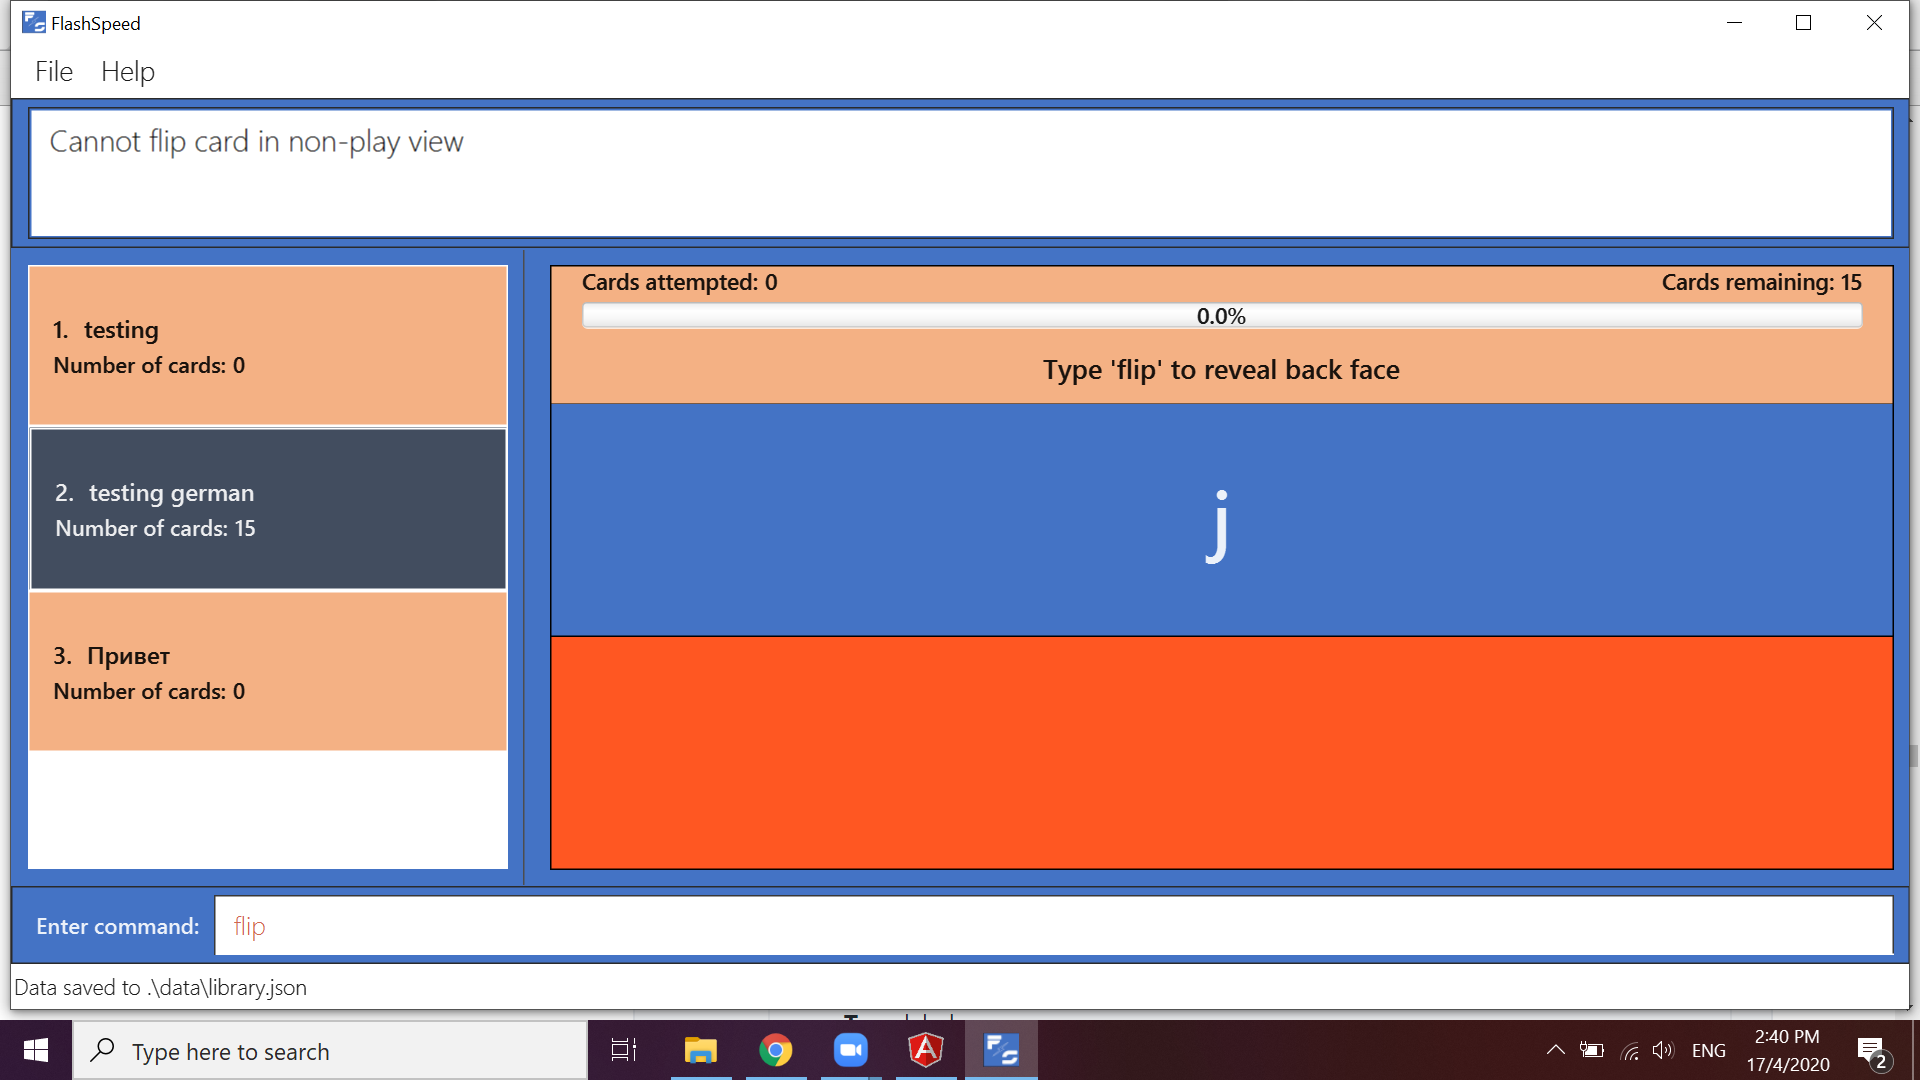 FlashSpeed
File Help
Cannot flip card in non-play view
1. testing
Number of cards: 0
2. testing german
Number of cards: 15
3. Привет
Number of cards: 0
Cards attempted: 0 Cards remaining: 15
0.0%
Type 'flip' to reveal back face
j
Enter command: flip
Data saved to .\data\library.json
Type here to search
ENG
2:40 PM
17/4/2020
2